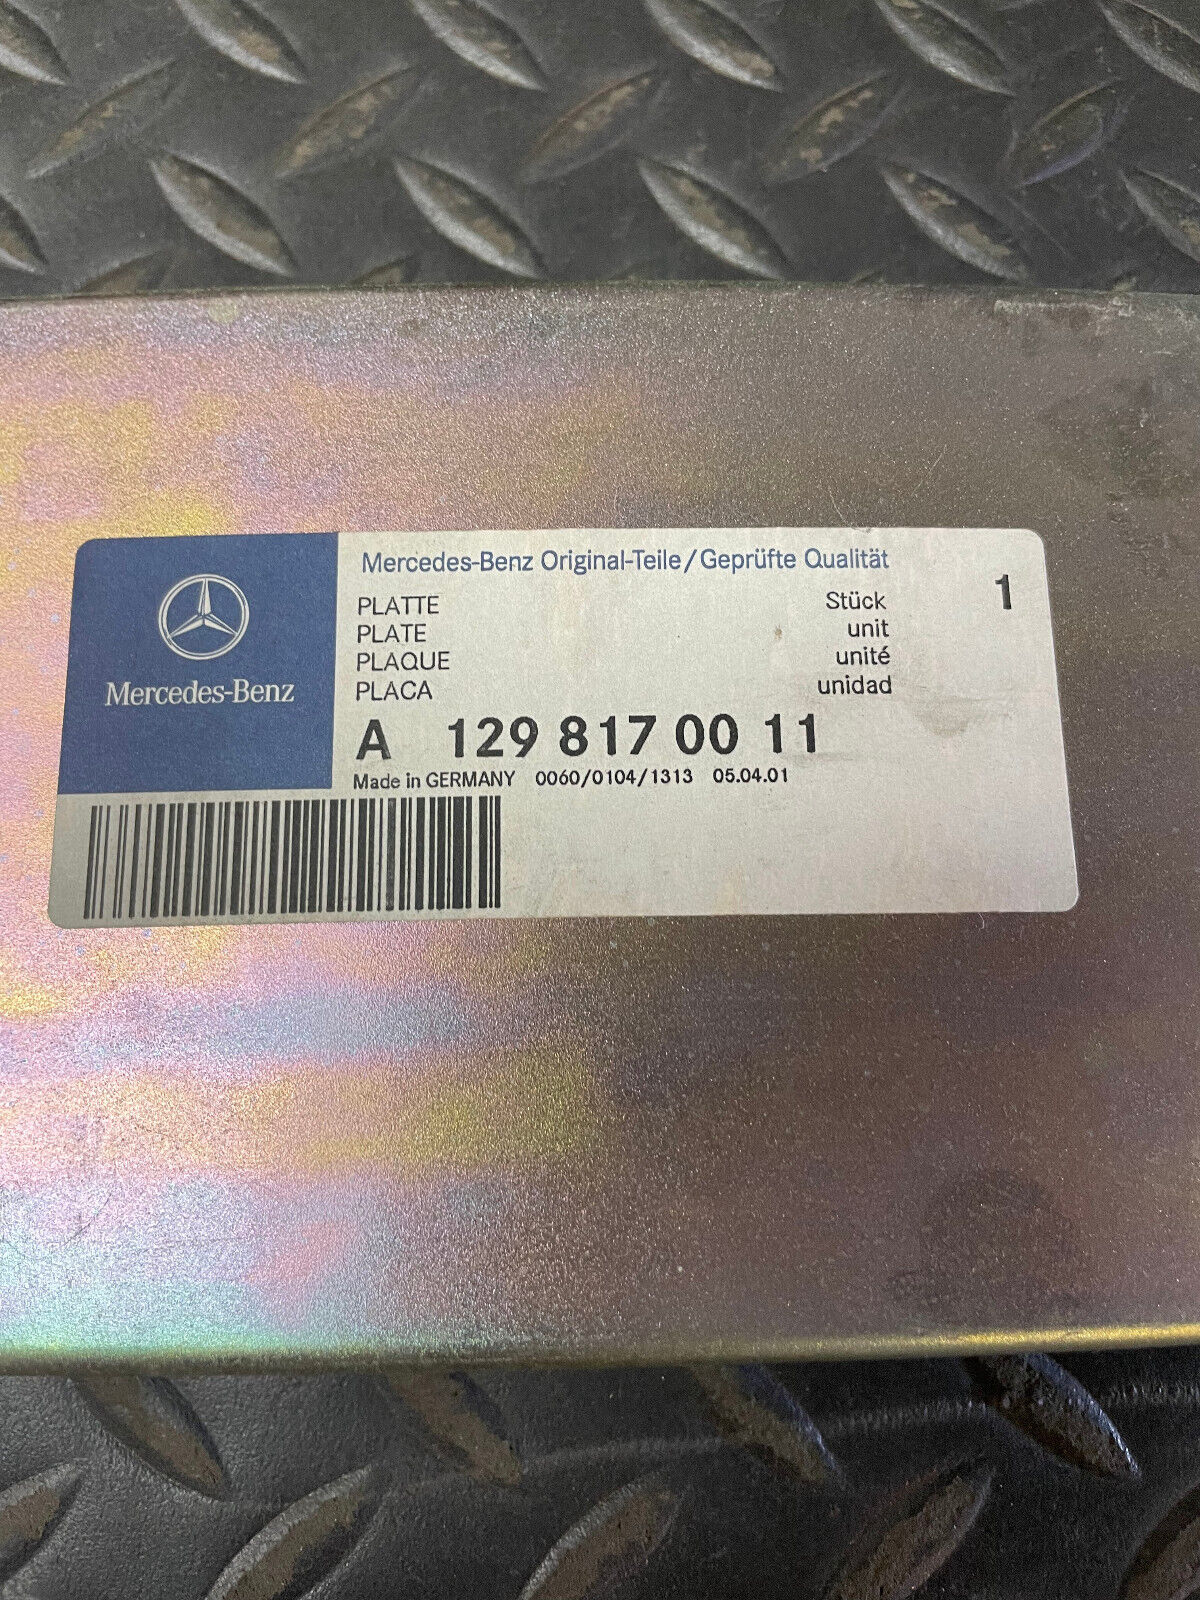 Mercedes-Benz
Mercedes-Benz Original-Teile/Geprüfte Qualität
PLATTE Stück 1
PLATE unit
PLAQUE unité
PLACA unidad
A 129 817 00 11
Made in GERMANY 0060/0104/1313 05.04.01